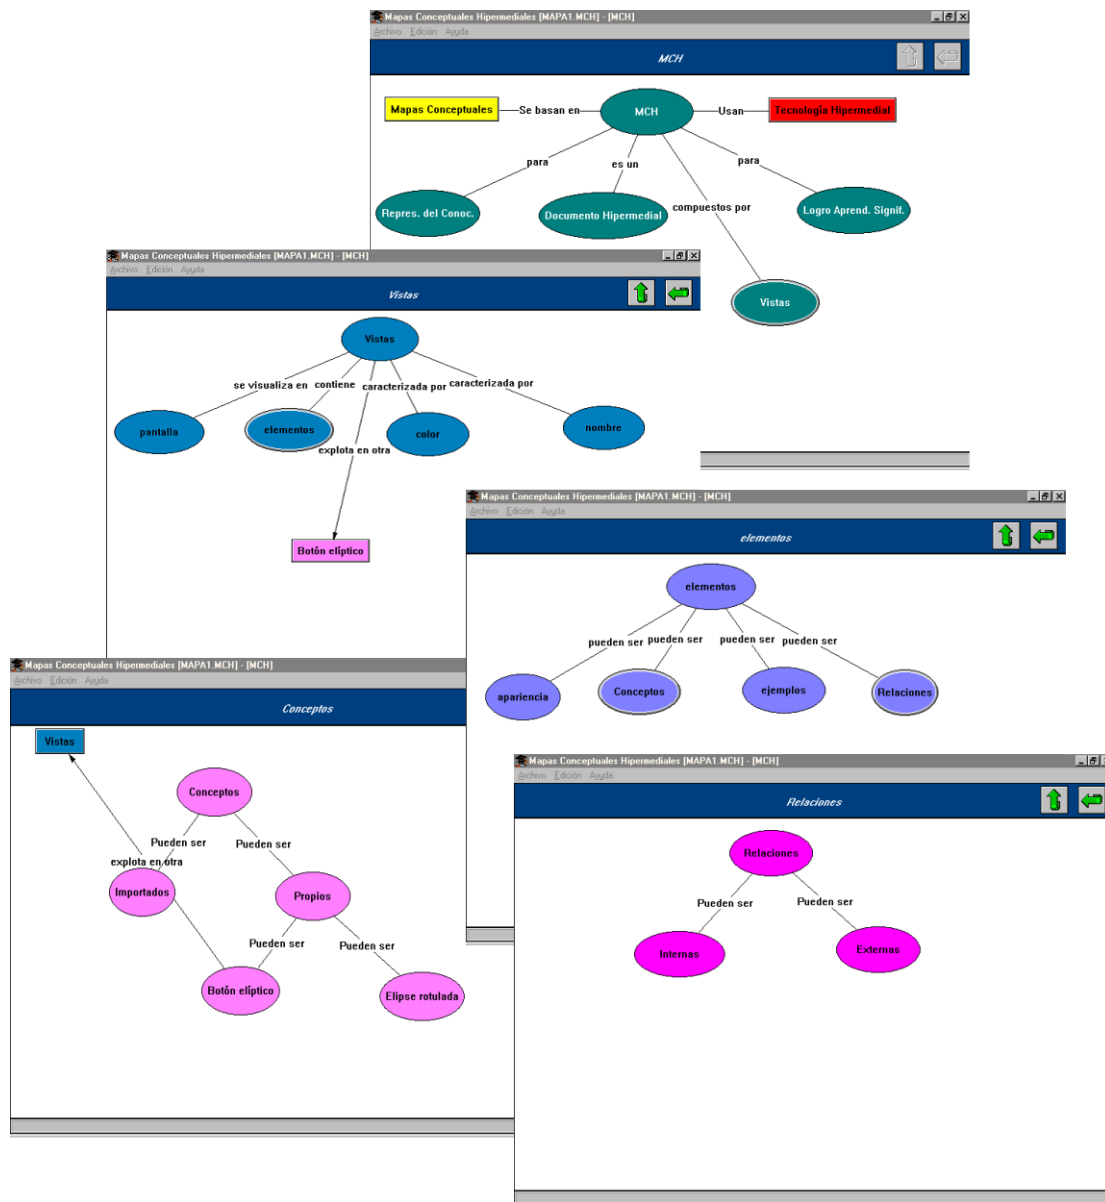 Mapas Conceptuales Hipermediales [MAPA1.MCH] - [MCH]
Archivo Edición Ayuda
MCH
Mapas Conceptuales
Se basan en
MCH
Usan
Tecnología Hipermedial
para
es un
para
compuestos por
Repres. del Conoc.
Documento Hipermedial
Logro Aprend. Signif.
Vistas
Mapas Conceptuales Hipermediales [MAPA1.MCH] - [MCH]
Archivo Edición Ayuda
Vistas
Vistas
se visualiza en
contiene
caracterizada por
caracterizada por
pantalla
elementos
color
nombre
explota en otra
Botón elíptico
Mapas Conceptuales Hipermediales [MAPA1.MCH] - [MCH]
Archivo Edición Ayuda
elementos
elementos
pueden ser
pueden ser
pueden ser
pueden ser
apariencia
Conceptos
ejemplos
Relaciones
Mapas Conceptuales Hipermediales [MAPA1.MCH] - [MCH]
Archivo Edición Ayuda
Conceptos
Vistas
Conceptos
Pueden ser
Pueden ser
explota en otra
Importados
Propios
Pueden ser
Pueden ser
Botón elíptico
Elipse rotulada
Mapas Conceptuales Hipermediales [MAPA1.MCH] - [MCH]
Archivo Edición Ayuda
Relaciones
Relaciones
Pueden ser
Pueden ser
Internas
Externas